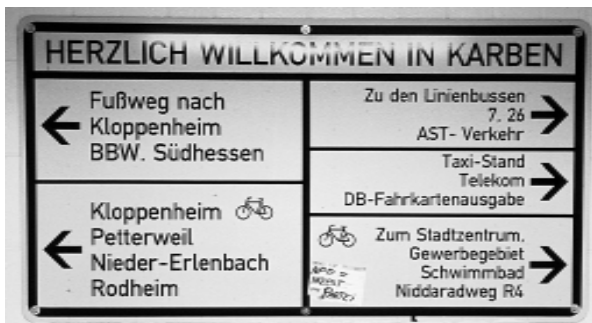 HERZLICH WILLKOMMEN IN KARBEN
Fußweg nach
Kloppenheim
BBW. Südhessen
Kloppenheim
Petterweil
Nieder-Erlenbach
Rodheim
Zu den Linienbussen
7. 26
AST- Verkehr
Taxi-Stand
Telekom
DB-Fahrkartenausgabe
Zum Stadtzentrum.
Gewerbegebiet
Schwimmbad
Niddaradweg R4